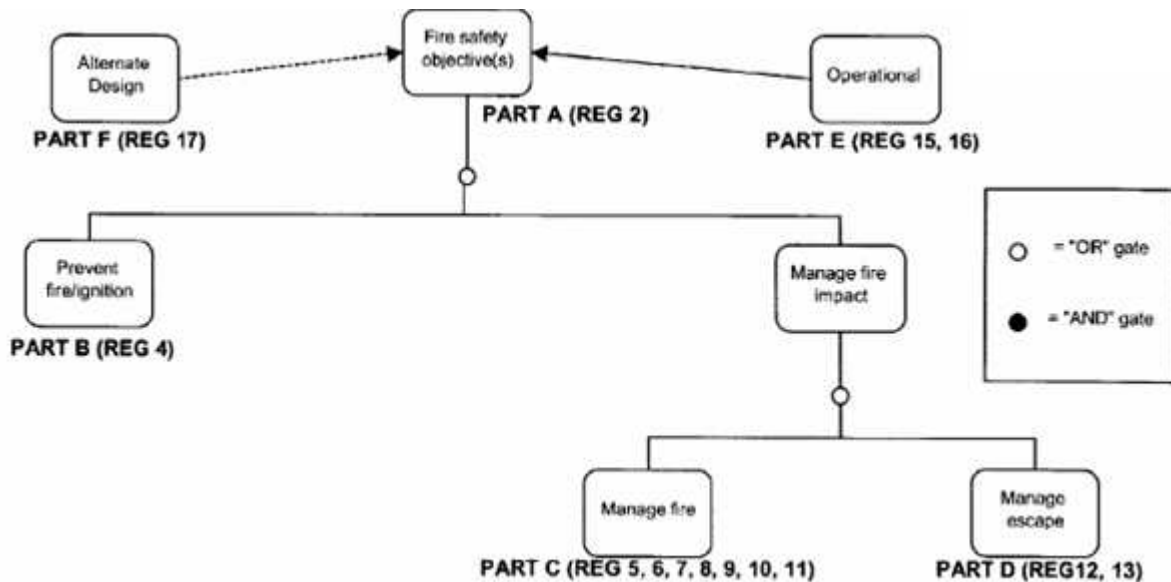 Fire safety
objective(s)
Alternate
Design
Operational
PART A (REG 2)
PART F (REG 17)
PART E (REG 15, 16)
= "OR" gate
= "AND" gate
Prevent
fire/ignition
Manage fire
impact
PART B (REG 4)
Manage fire
Manage
escape
PART C (REG 5, 6, 7, 8, 9, 10, 11)
PART D (REG12, 13)